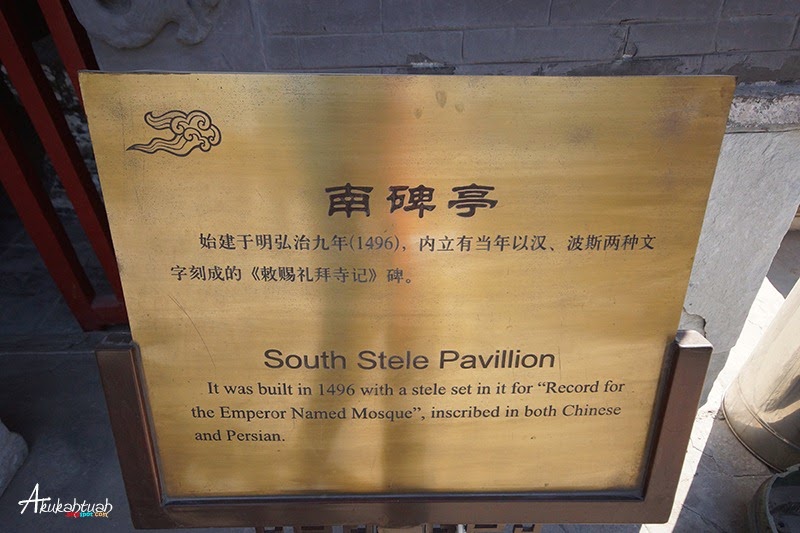 南碑亭
始建于明弘治九年(1496)，内立有当年以汉、波斯两种文
字刻成的《敕赐礼拜寺记》碑。
South Stele Pavillion
It was built in 1496 with a stele set in it for “Record for
the Emperor Named Mosque”, inscribed in both Chinese
and Persian.
Akukahtuah